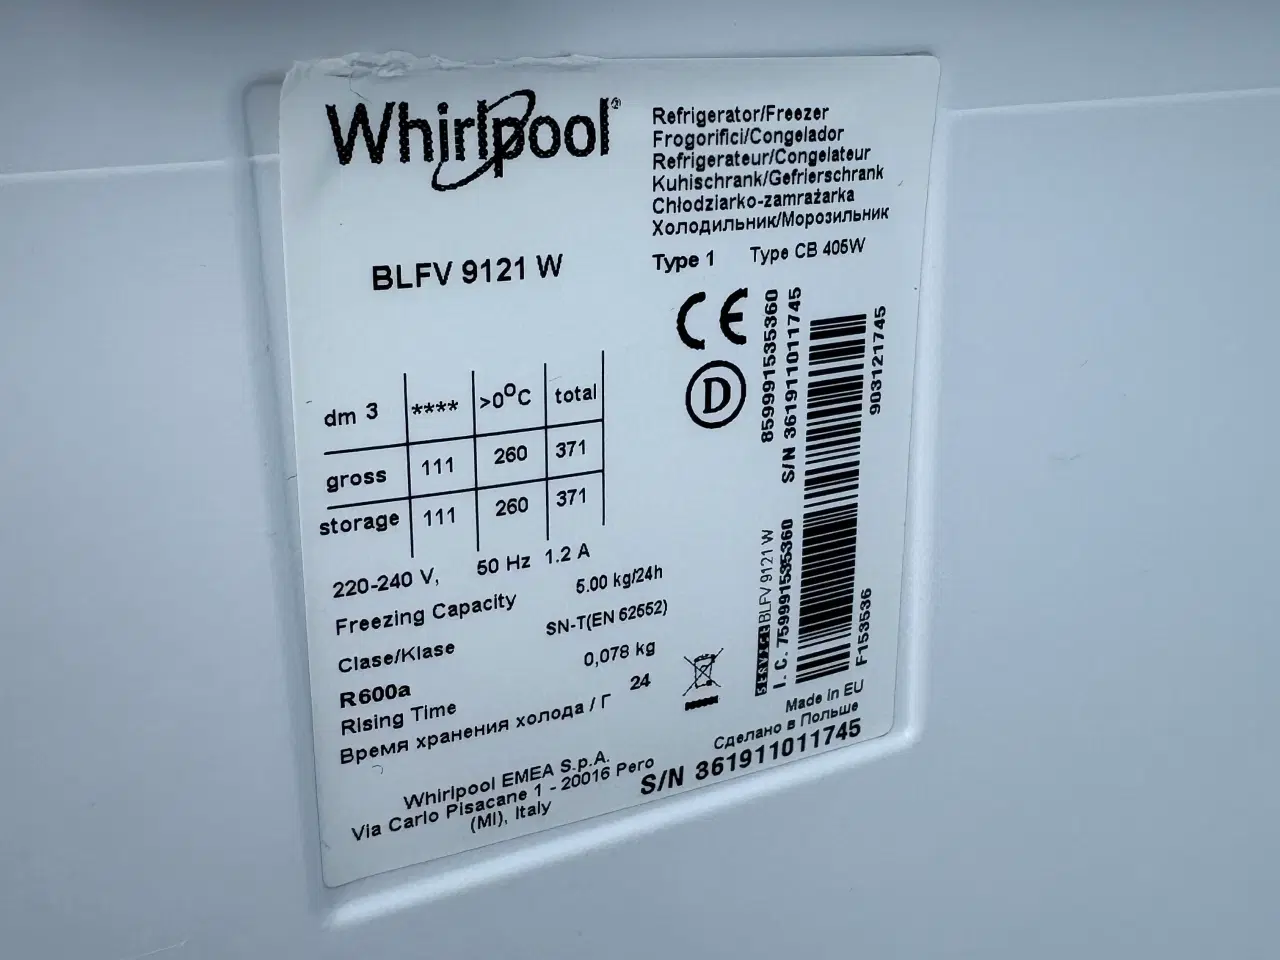 Whirlpool®
BLFV 9121 W
Refrigerator/Freezer
Frogorifici/Congelador
Refrigerateur/Congelateur
Kuhischrank/Gefrierschrank
Chłodziarko-zamrażarka
Холодильник/Морозильник
Type 1 Type CB 405W
CE
D
dm 3 **** >0°C total
gross 111 260 371
storage 111 260 371
220-240 V, 50 Hz 1.2 A
Freezing Capacity 5.00 kg/24h
Clase/Klase SN-T(EN 62552)
R600a 0,078 kg
Rising Time 24
Время хранения холода / Г
Whirlpool EMEA S.p.A.
Via Carlo Pisacane 1 - 20016 Pero
(MI), Italy
859991535360
S/N 361911011745
903121745
SERVICE BLFV 9121 W
I.C. 759991535360
F153536
Made in EU
Сделано в Польше
S/N 361911011745